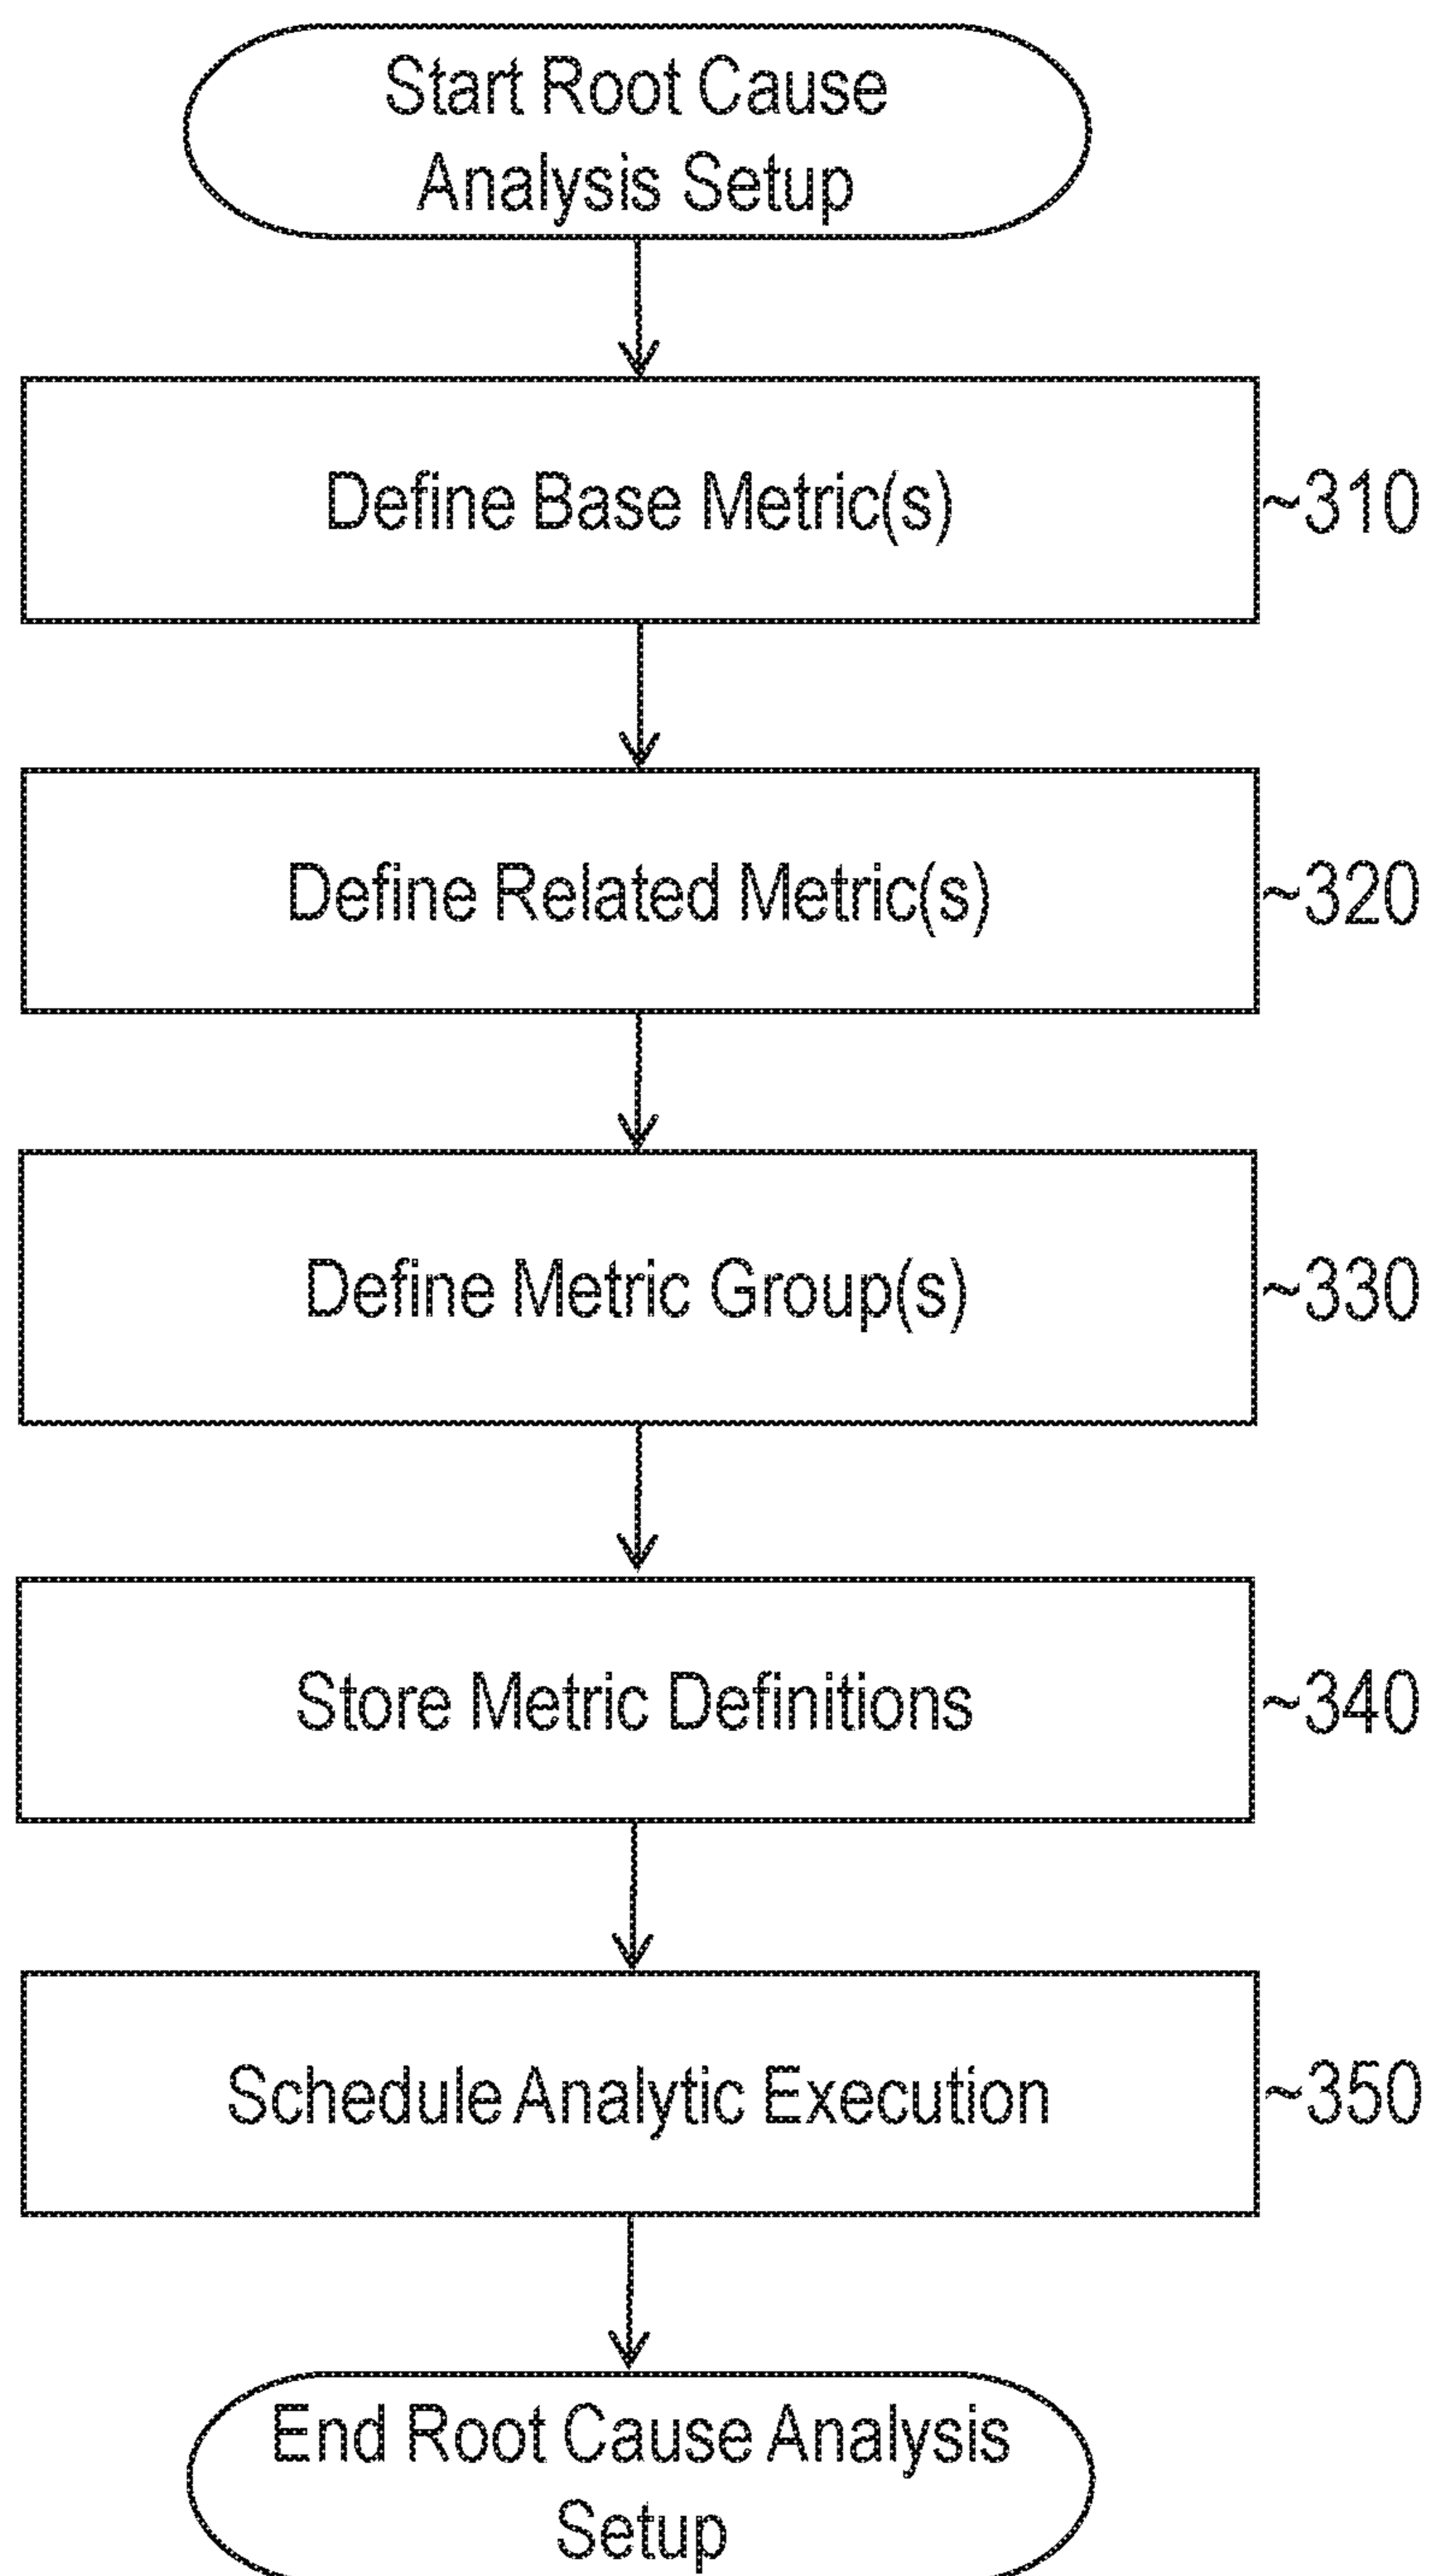 Start Root Cause
Analysis Setup
Define Base Metric(s)
~310
Define Related Metric(s)
~320
Define Metric Group(s)
~330
Store Metric Definitions
~340
Schedule Analytic Execution
~350
End Root Cause Analysis
Setup